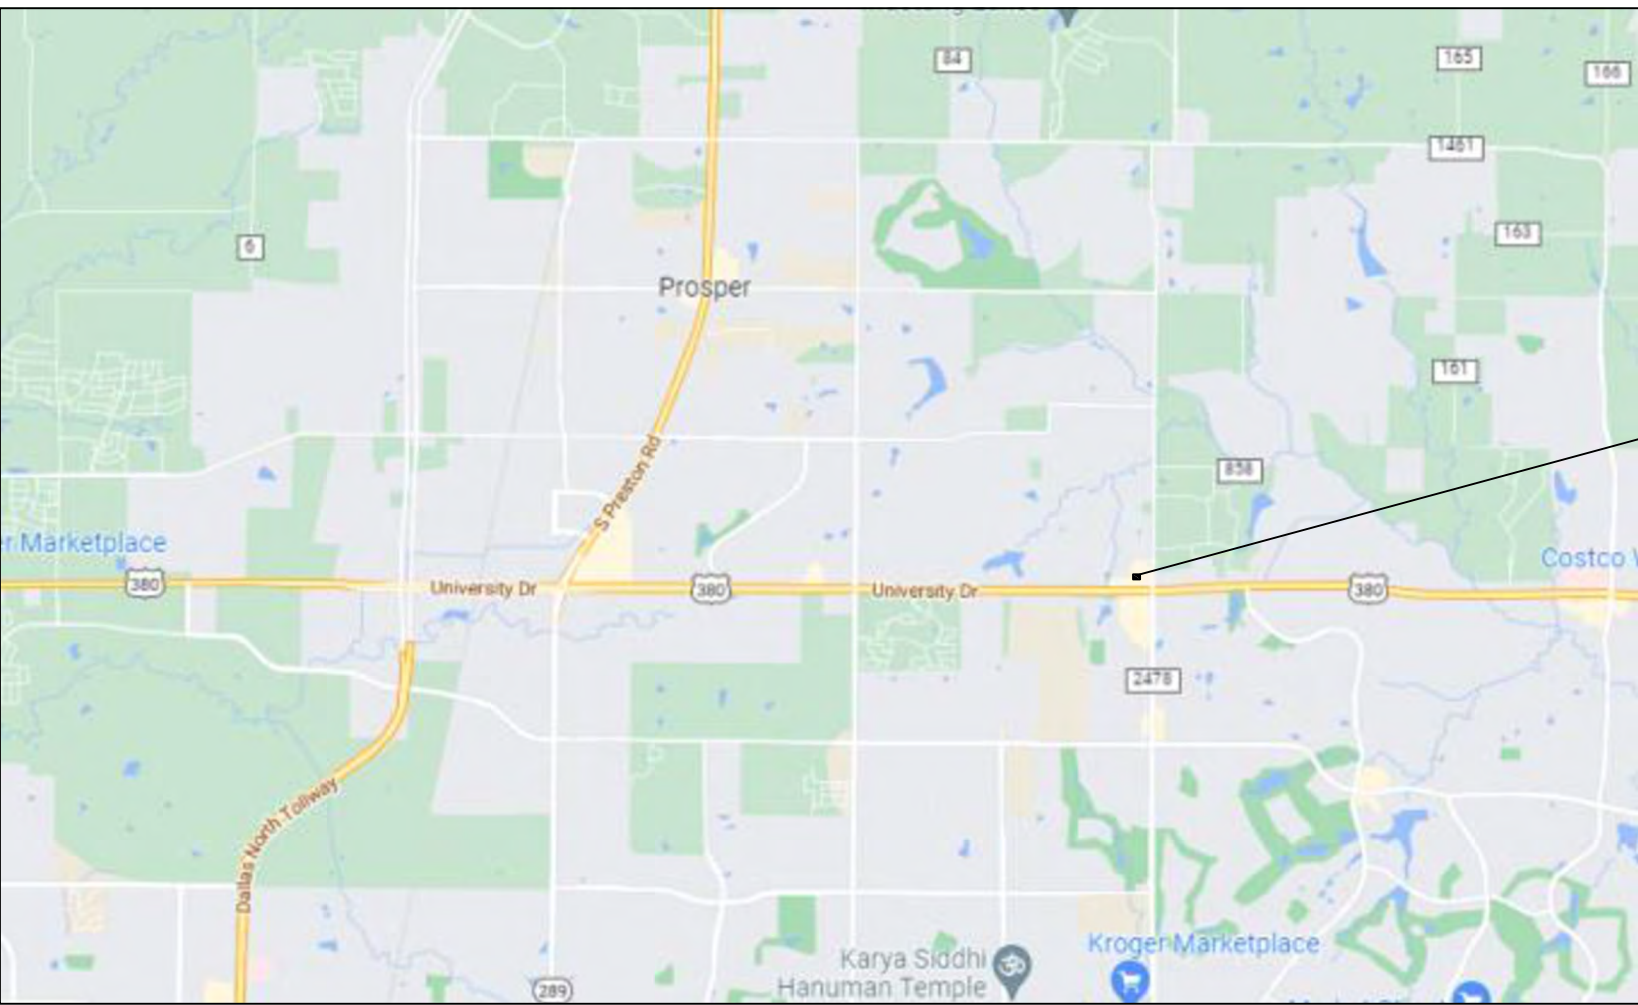 84
165
166
1461
6
163
Prosper
161
S Preston Rd
858
er Marketplace
Costco
380
University Dr
380
University Dr
380
2478
Dallas North Tollway
Karya Siddhi
Hanuman Temple
Kroger Marketplace
289